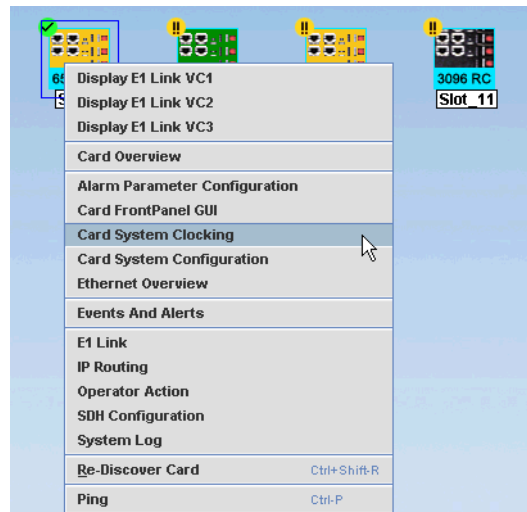 !!
!!
!!
65
3096 RC
S
Slot_11
Display E1 Link VC1
Display E1 Link VC2
Display E1 Link VC3
Card Overview
Alarm Parameter Configuration
Card FrontPanel GUI
Card System Clocking
Card System Configuration
Ethernet Overview
Events And Alerts
E1 Link
IP Routing
Operator Action
SDH Configuration
System Log
Re-Discover Card Ctrl+Shift-R
Ping Ctrl-P